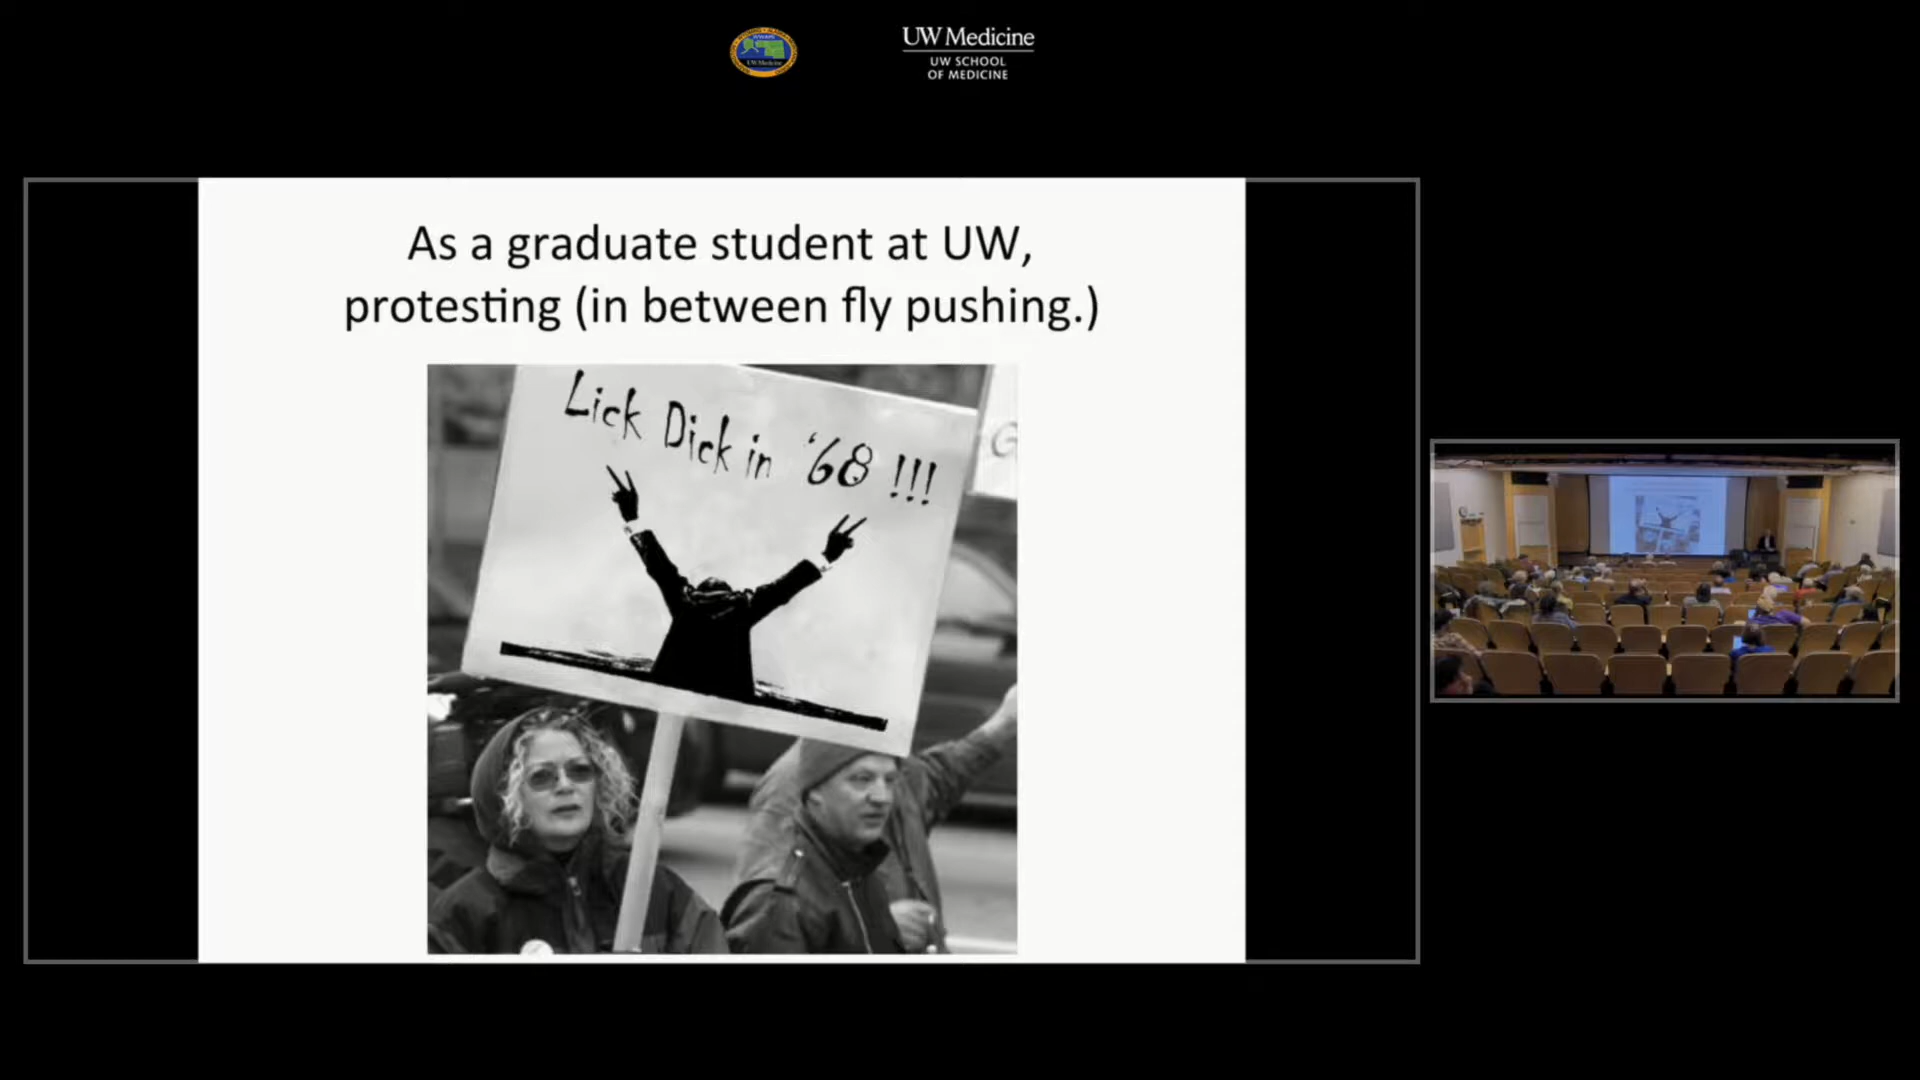 UW Medicine
UW SCHOOL
OF MEDICINE
As a graduate student at UW,
protesting (in between fly pushing.)
Lick Dick in '68 !!!
G